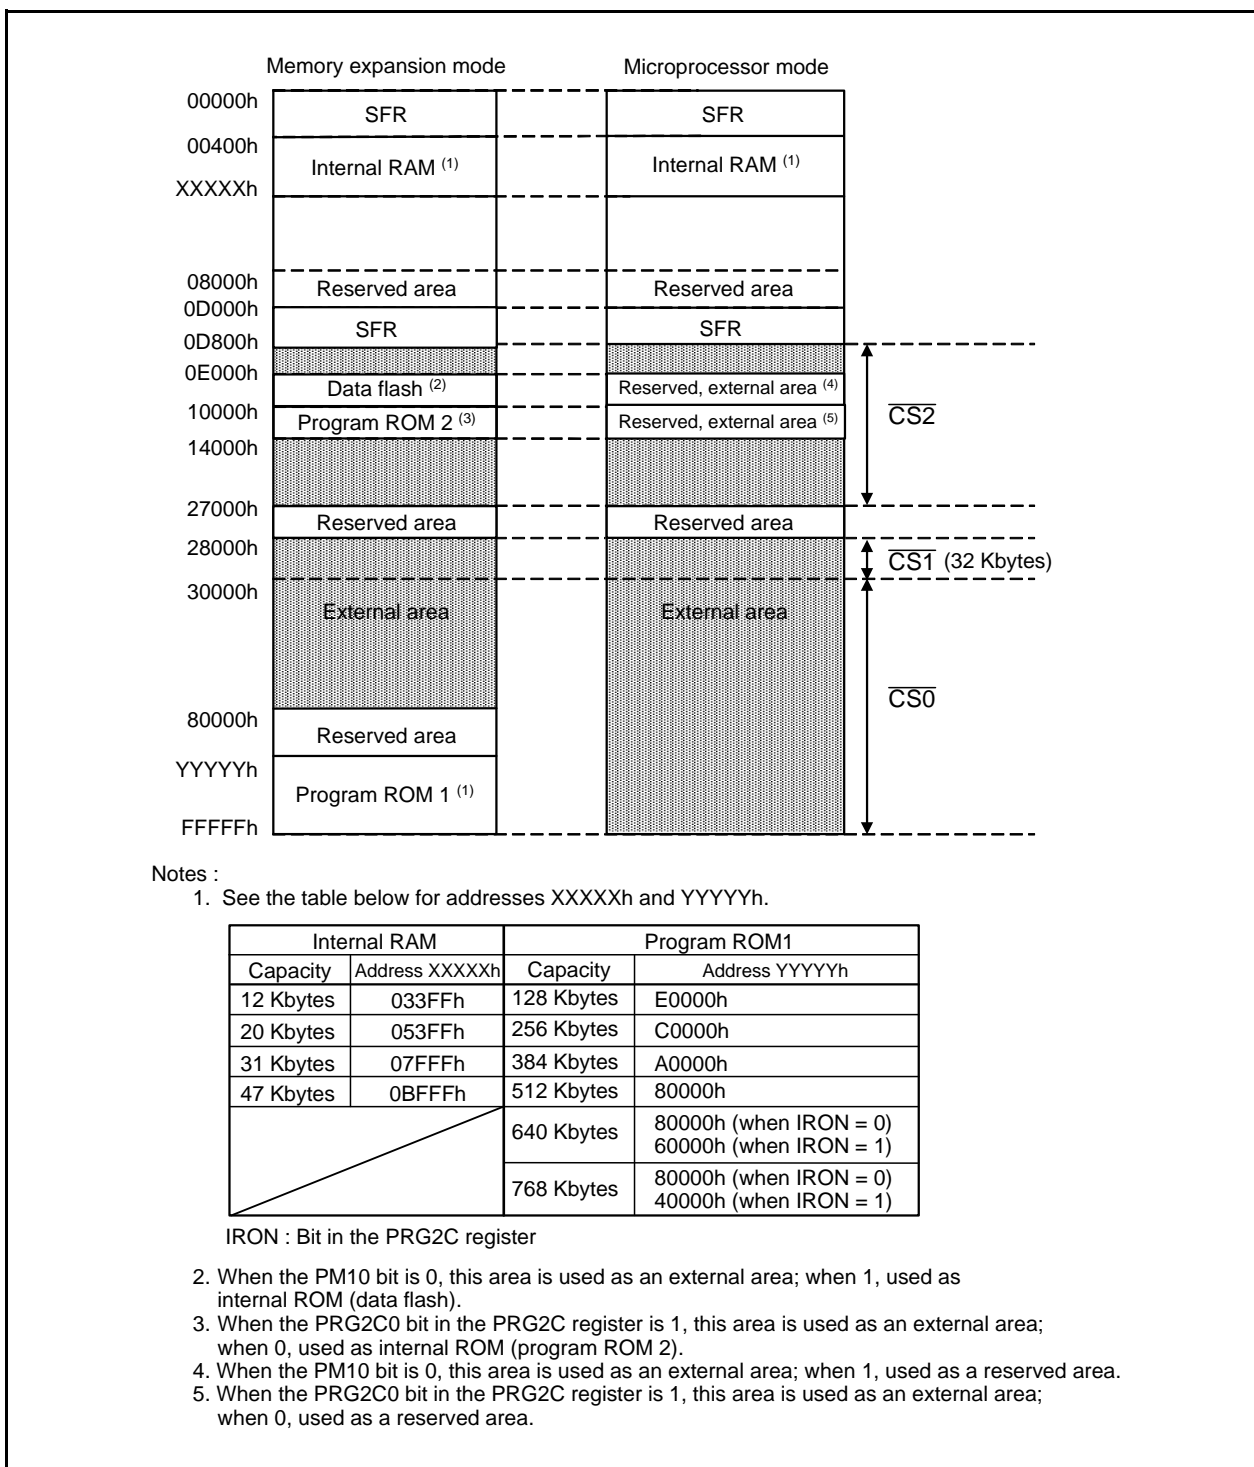 Memory expansion mode Microprocessor mode
00000h SFR SFR
00400h
Internal RAM (1) Internal RAM (1)
XXXXXh
08000h Reserved area Reserved area
0D000h
SFR SFR
0D800h
0E000h
Data flash (2) Reserved, external area (4)
10000h CS2
Program ROM 2 (3) Reserved, external area (5)
14000h
27000h
Reserved area Reserved area
28000h
CS1 (32 Kbytes)
30000h
External area External area
CS0
80000h
Reserved area
YYYYYh
Program ROM 1 (1)
FFFFFh
Notes :
1. See the table below for addresses XXXXXh and YYYYYh.
Internal RAM Program ROM1
Capacity Address XXXXXh Capacity Address YYYYYh
12 Kbytes 033FFh 128 Kbytes E0000h
20 Kbytes 053FFh 256 Kbytes C0000h
31 Kbytes 07FFFh 384 Kbytes A0000h
47 Kbytes 0BFFFh 512 Kbytes 80000h
640 Kbytes 80000h (when IRON = 0)
60000h (when IRON = 1)
768 Kbytes 80000h (when IRON = 0)
40000h (when IRON = 1)
IRON : Bit in the PRG2C register
2. When the PM10 bit is 0, this area is used as an external area; when 1, used as
internal ROM (data flash).
3. When the PRG2C0 bit in the PRG2C register is 1, this area is used as an external area;
when 0, used as internal ROM (program ROM 2).
4. When the PM10 bit is 0, this area is used as an external area; when 1, used as a reserved area.
5. When the PRG2C0 bit in the PRG2C register is 1, this area is used as an external area;
when 0, used as a reserved area.